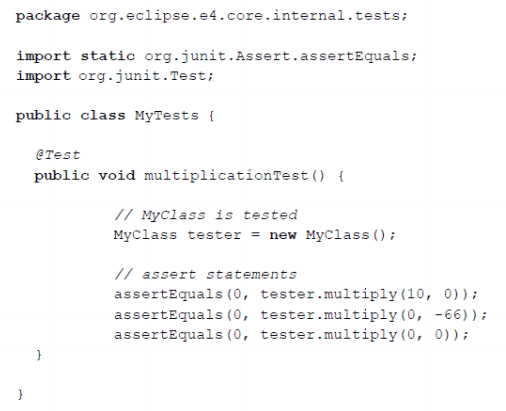 package org.eclipse.e4.core.internal.tests;
import static org.junit.Assert.assertEquals;
import org.junit.Test;
public class MyTests {
@Test
public void multiplicationTest() {
// MyClass is tested
MyClass tester = new MyClass();
// assert statements
assertEquals(0, tester.multiply(10, 0));
assertEquals(0, tester.multiply(0, -66));
assertEquals(0, tester.multiply(0, 0));
}
}